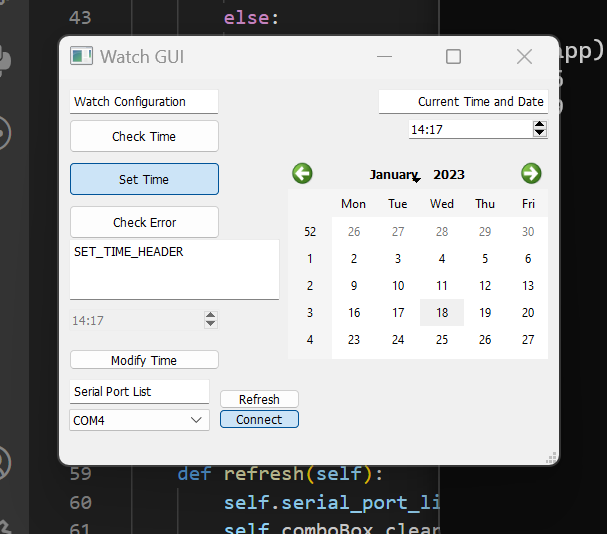 43
else:
Watch GUI
app)
Watch Configuration
Current Time and Date
Check Time
14:17
Set Time
January, 2023
Mon Tue Wed Thu Fri
Check Error
52 26 27 28 29 30
SET_TIME_HEADER
1 2 3 4 5 6
2 9 10 11 12 13
3 16 17 18 19 20
14:17
4 23 24 25 26 27
Modify Time
Serial Port List
Refresh
COM4
Connect
59 def refresh(self):
60 self.serial_port_li
61 self.comboBox.clear